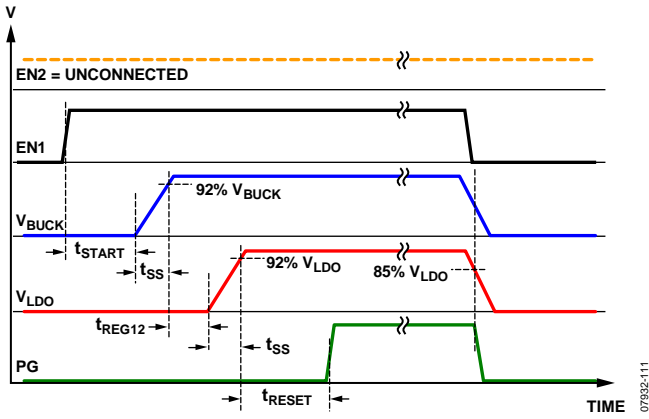 V
EN2 = UNCONNECTED
EN1
92% VBUCK
VBUCK
tSTART
tSS
92% VLDO
85% VLDO
VLDO
tREG12
tSS
PG
tRESET
TIME
07932-111